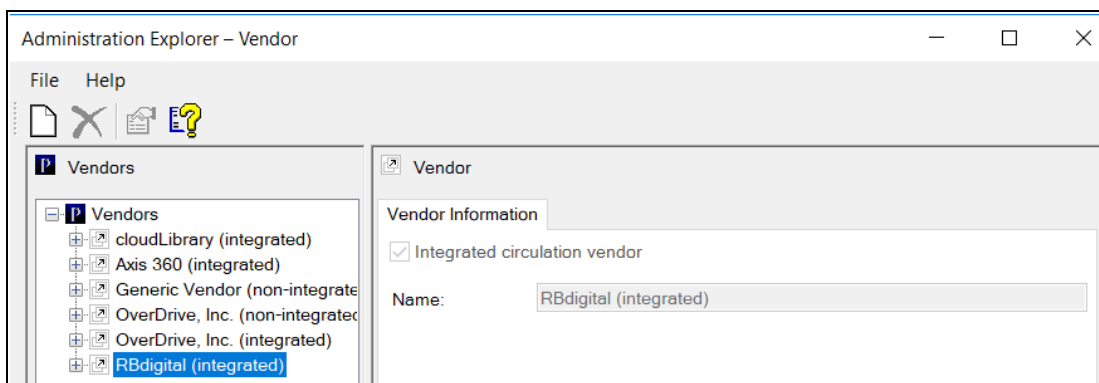 Administration Explorer – Vendor
File Help
Vendors
Vendors
cloudLibrary (integrated)
Axis 360 (integrated)
Generic Vendor (non-integrate
OverDrive, Inc. (non-integrated
OverDrive, Inc. (integrated)
RBdigital (integrated)
Vendor
Vendor Information
Integrated circulation vendor
Name: RBdigital (integrated)